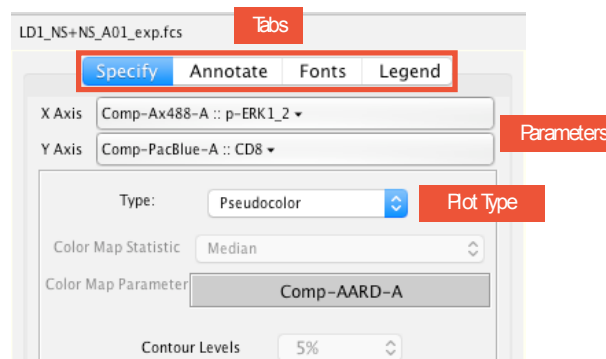 LD1_NS+NS_A01_exp.fcs
Tabs
Specify Annotate Fonts Legend
X Axis Comp-Ax488-A :: p-ERK1_2
Parameters
Y Axis Comp-PacBlue-A :: CD8
Type: Pseudocolor
Plot Type
Color Map Statistic Median
Color Map Parameter Comp-AARD-A
Contour Levels 5%